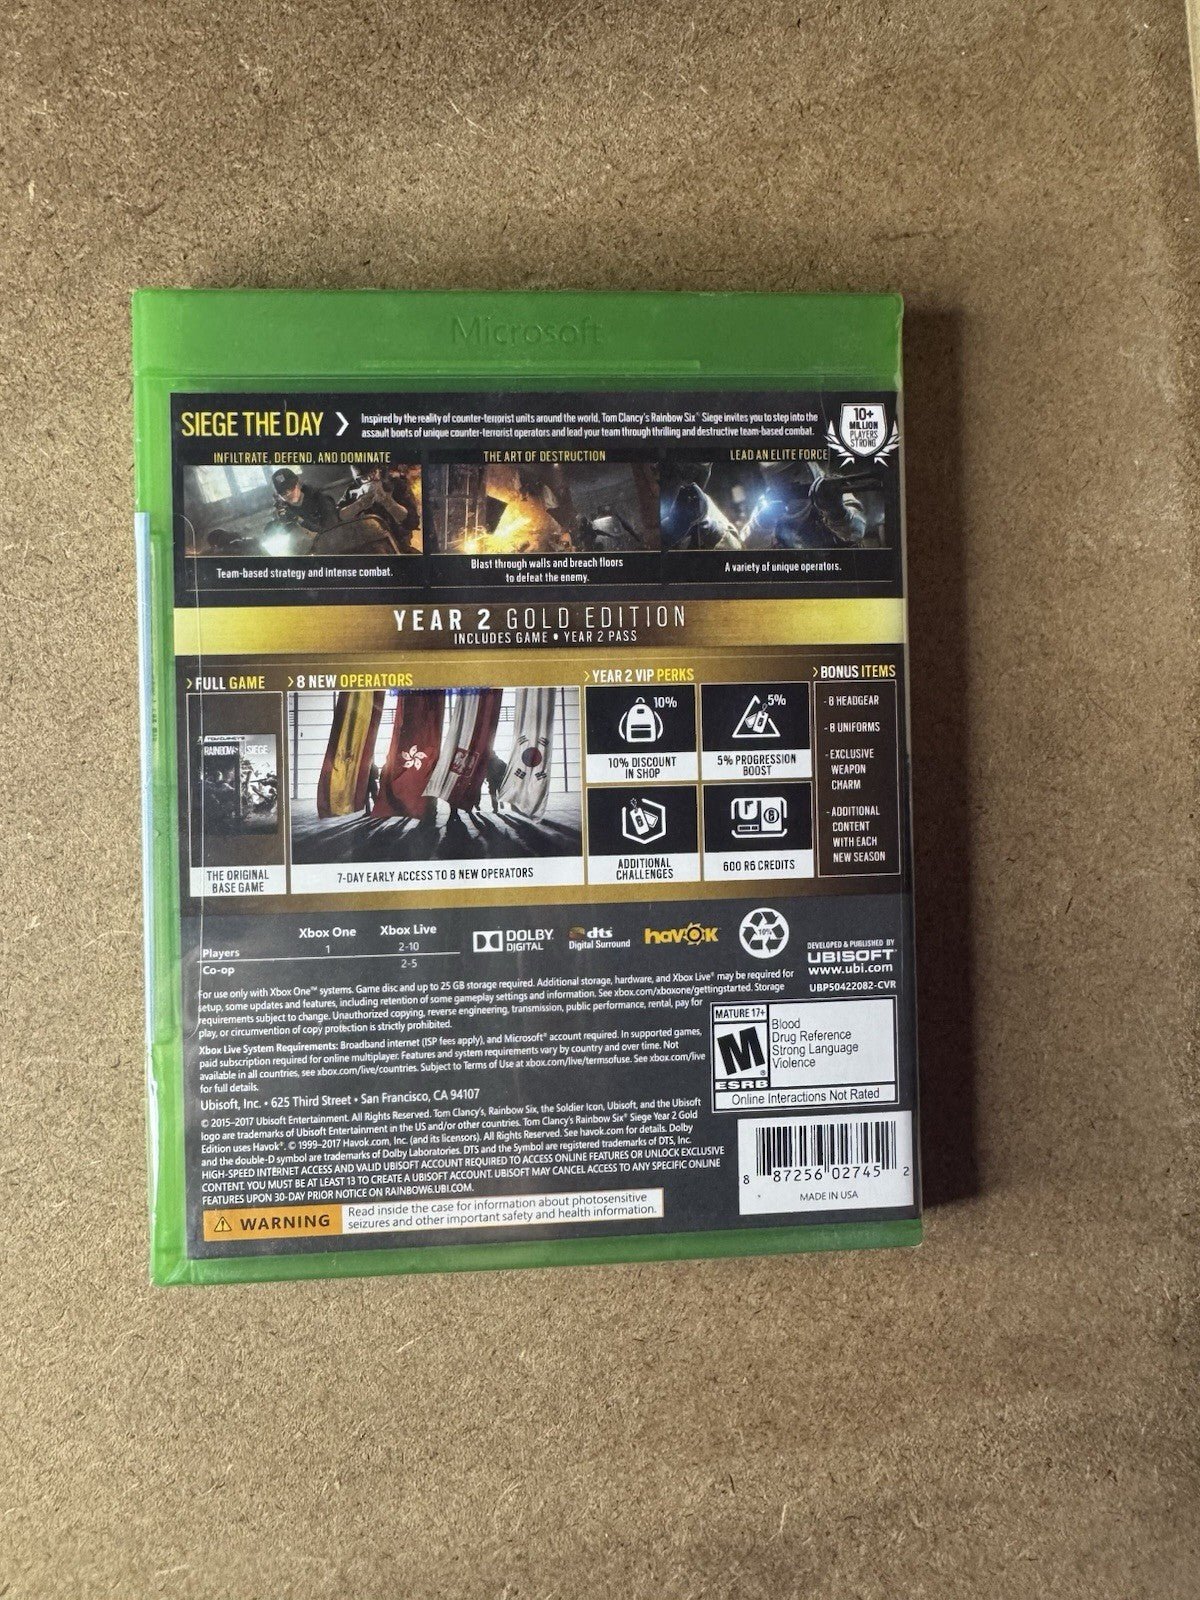 Microsoft
SIEGE THE DAY
Inspired by the reality of counter-terrorist units around the world, Tom Clancy's Rainbow Six® Siege invites you to step into the
assault boots of unique counter-terrorist operators and lead your team through thrilling and destructive team-based combat.
10+
MILLION
PLAYERS
STRONG
INFILTRATE, DEFEND, AND DOMINATE
THE ART OF DESTRUCTION
LEAD AN ELITE FORCE
Team-based strategy and intense combat.
Blast through walls and breach floors
to defeat the enemy.
A variety of unique operators.
YEAR 2 GOLD EDITION
INCLUDES GAME • YEAR 2 PASS
FULL GAME
TOM CLANCY'S
RAINBOW6 SIEGE
THE ORIGINAL
BASE GAME
8 NEW OPERATORS
7-DAY EARLY ACCESS TO 8 NEW OPERATORS
YEAR 2 VIP PERKS
10%
10% DISCOUNT
IN SHOP
5%
5% PROGRESSION
BOOST
ADDITIONAL
CHALLENGES
600 R6 CREDITS
BONUS ITEMS
- 8 HEADGEAR
- 8 UNIFORMS
- EXCLUSIVE
WEAPON
CHARM
- ADDITIONAL
CONTENT
WITH EACH
NEW SEASON
Xbox One Xbox Live
Players 1 2-10
Co-op 2-5
DOLBY
DIGITAL
dts
Digital Surround
havok
10%
DEVELOPED & PUBLISHED BY
UBISOFT
www.ubi.com
UBP50422082-CVR
For use only with Xbox One™ systems. Game disc and up to 25 GB storage required. Additional storage, hardware, and Xbox Live® may be required for
setup, some updates and features, including retention of some gameplay settings and information. See xbox.com/xboxone/gettingstarted. Storage
requirements subject to change. Unauthorized copying, reverse engineering, transmission, public performance, rental, pay for
play, or circumvention of copy protection is strictly prohibited.
Xbox Live System Requirements: Broadband internet (ISP fees apply), and Microsoft® account required. In supported games,
paid subscription required for online multiplayer. Features and system requirements vary by country and over time. Not
available in all countries, see xbox.com/live/countries. Subject to Terms of Use at xbox.com/live/termsofuse. See xbox.com/live
for full details.
Ubisoft, Inc. • 625 Third Street • San Francisco, CA 94107
© 2015–2017 Ubisoft Entertainment. All Rights Reserved. Tom Clancy's, Rainbow Six, the Soldier Icon, Ubisoft, and the Ubisoft
logo are trademarks of Ubisoft Entertainment in the US and/or other countries. Tom Clancy's Rainbow Six® Siege Year 2 Gold
Edition uses Havok®. © 1999–2017 Havok.com, Inc. (and its licensors). All Rights Reserved. See havok.com for details. Dolby
and the double-D symbol are trademarks of Dolby Laboratories. DTS and the Symbol are registered trademarks of DTS, Inc.
HIGH-SPEED INTERNET ACCESS AND VALID UBISOFT ACCOUNT REQUIRED TO ACCESS ONLINE FEATURES OR UNLOCK EXCLUSIVE
CONTENT. YOU MUST BE AT LEAST 13 TO CREATE A UBISOFT ACCOUNT. UBISOFT MAY CANCEL ACCESS TO ANY SPECIFIC ONLINE
FEATURES UPON 30-DAY PRIOR NOTICE ON RAINBOW6.UBI.COM.
WARNING
Read inside the case for information about photosensitive
seizures and other important safety and health information.
MATURE 17+
M
ESRB
Blood
Drug Reference
Strong Language
Violence
Online Interactions Not Rated
8 87256 02745 2
MADE IN USA